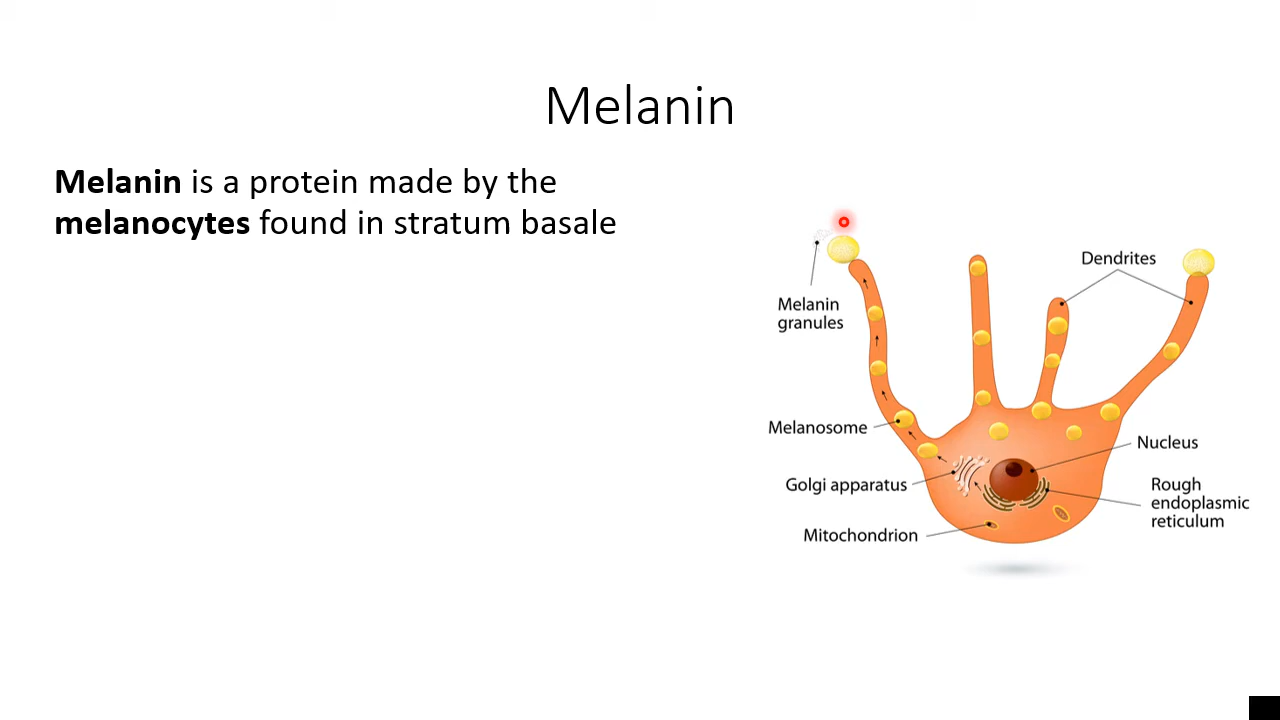 Melanin
Melanin is a protein made by the
melanocytes found in stratum basale
Dendrites
Melanin
granules
Melanosome
Nucleus
Golgi apparatus
Rough
endoplasmic
reticulum
Mitochondrion